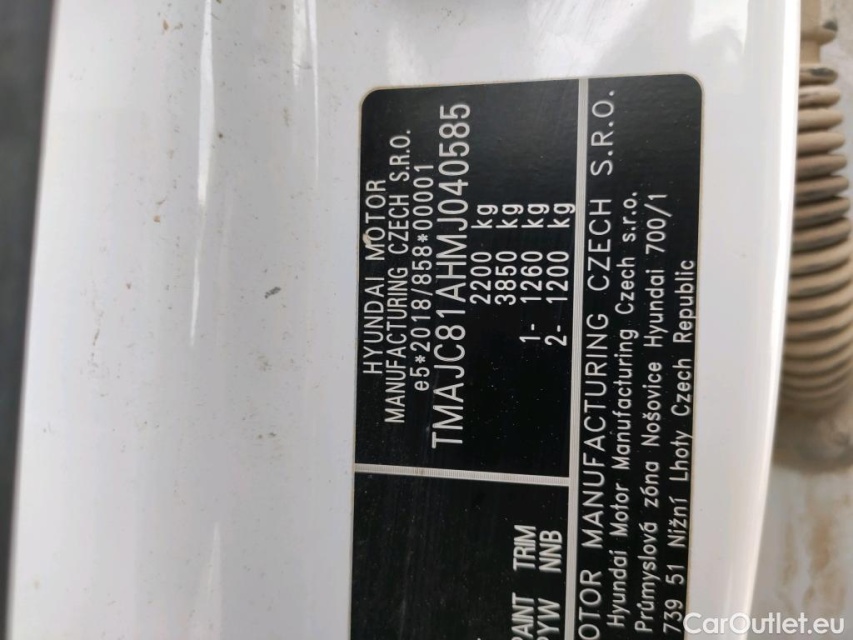 HYUNDAI MOTOR
MANUFACTURING CZECH S.R.O.
e5*2018/858*00001
TMAJC81AHMJ040585
2200 kg
3850 kg
1- 1260 kg
2- 1200 kg
PAINT TRIM
PYW NNB
OTOR MANUFACTURING CZECH S.R.O.
Hyundai Motor Manufacturing Czech s.r.o.
Průmyslová zóna Nošovice Hyundai 700/1
739 51 Nižní Lhoty Czech Republic
CarOutlet.eu